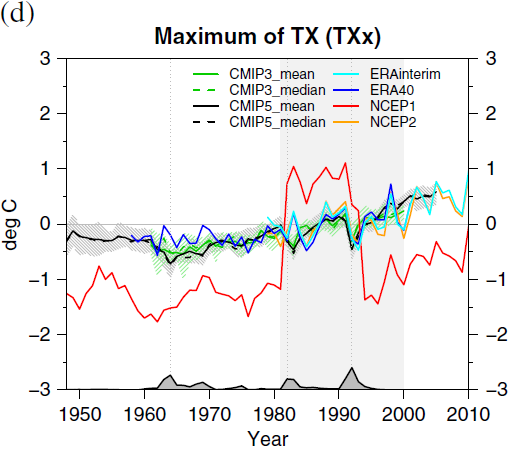 (d)
Maximum of TX (TXx)
3 3
CMIP3_mean ERAinterim
CMIP3_median ERA40
CMIP5_mean NCEP1
CMIP5_median NCEP2
2 2
1 1
0 0
deg C
−1 −1
−2 −2
−3 −3
1950 1960 1970 1980 1990 2000 2010
Year